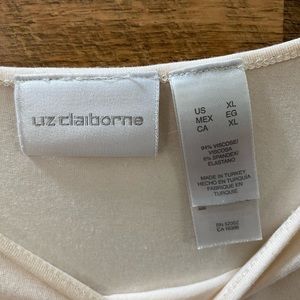 liz claiborne
US XL
MEX EG
CA XL
94% VISCOSE/
VISCOSA
6% SPANDEX/
ELASTANO
MADE IN TURKEY
HECHO EN TURQUIA
FABRIQUE EN
TURQUIE